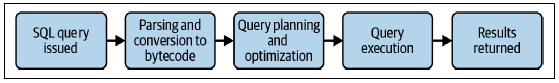 SQL query
issued
Parsing and
conversion to
bytecode
Query planning
and
optimization
Query
execution
Results
returned